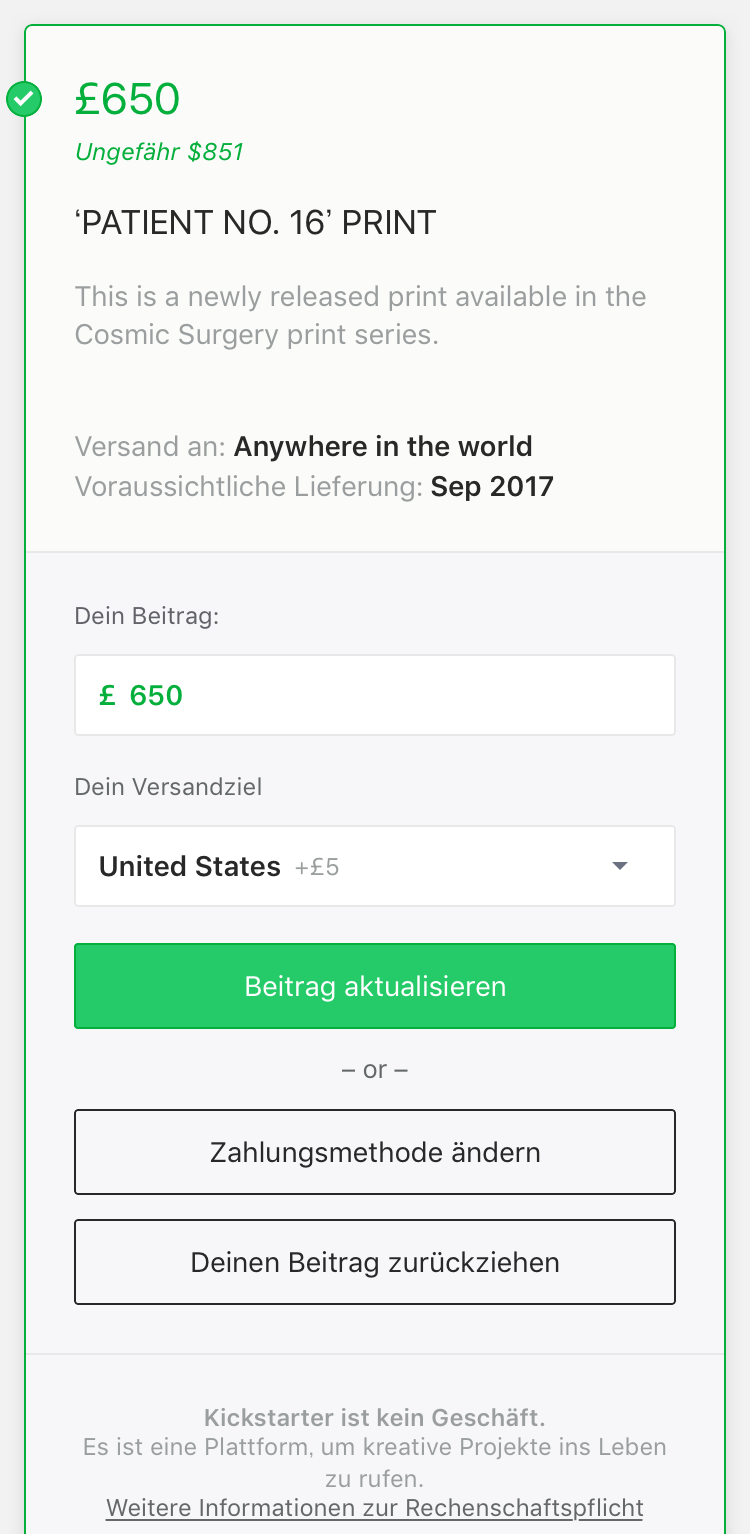 £650
Ungefähr $851
‘PATIENT NO. 16’ PRINT
This is a newly released print available in the
Cosmic Surgery print series.
Versand an: Anywhere in the world
Voraussichtliche Lieferung: Sep 2017
Dein Beitrag:
£ 650
Dein Versandziel
United States +£5
Beitrag aktualisieren
– or –
Zahlungsmethode ändern
Deinen Beitrag zurückziehen
Kickstarter ist kein Geschäft.
Es ist eine Plattform, um kreative Projekte ins Leben
zu rufen.
Weitere Informationen zur Rechenschaftspflicht